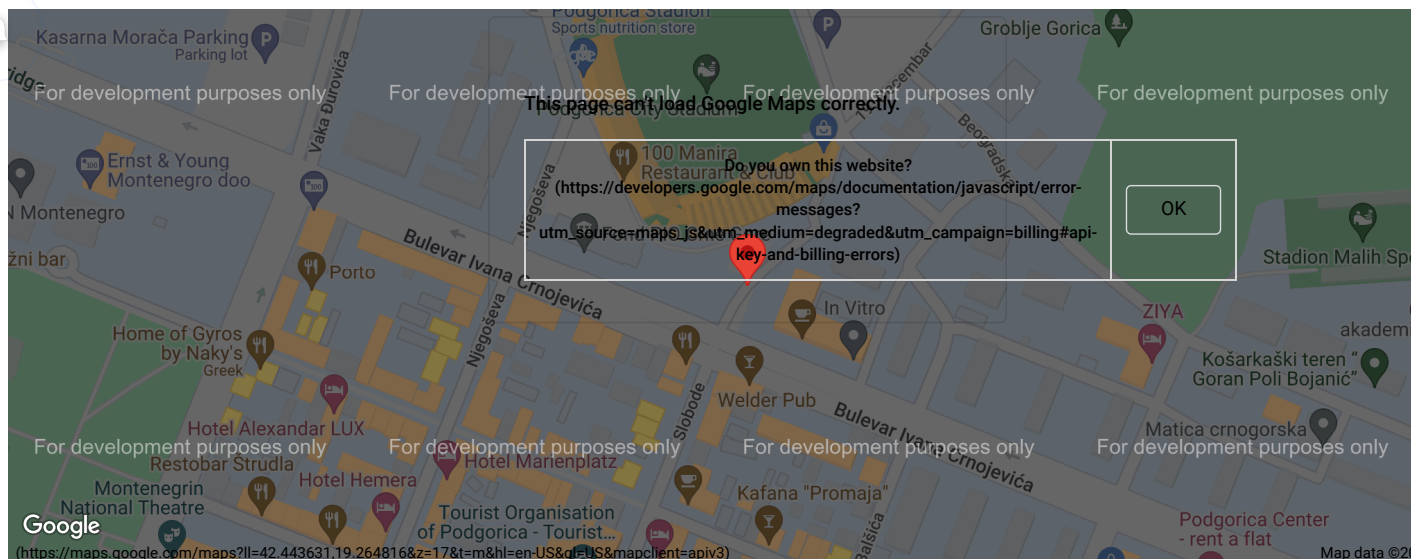 Podgorica Stadion
Sports nutrition store
Kasarna Morača Parking
Parking lot
Groblje Gorica
For development purposes only
For development purposes only
For development purposes only
For development purposes only
This page can't load Google Maps correctly.
Podgorica City Stadium
Vaka Đurovića
Beogradska
Ernst & Young
Montenegro doo
100 Manira
Restaurant & Club
Do you own this website?
(https://developers.google.com/maps/documentation/javascript/error-
messages?
utm_source=maps_js&utm_medium=degraded&utm_campaign=billing#api-
key-and-billing-errors)
OK
Montenegro
Njegoševa
Bulevar Ivana Crnojevića
Stadion Malih
žni bar
Porto
In Vitro
ZIYA
Home of Gyros
by Naky's
Greek
Njegoševa
akademi
Košarkaški teren “
Goran Poli Bojanić”
Welder Pub
Slobode
Bulevar Ivana Crnojevića
Hotel Alexandar LUX
Matica crnogorska
For development purposes only
For development purposes only
For development purposes only
For development purposes only
Restobar Strudla
Hotel Marienplatz
Hotel Hemera
Montenegrin
National Theatre
Kafana "Promaja"
Tourist Organisation
of Podgorica - Tourist...
Podgorica Center
- rent a flat
Google
(https://maps.google.com/maps?ll=42.443631,19.264816&z=17&t=m&hl=en-US&gl=US&mapclient=apiv3)
Map data ©2